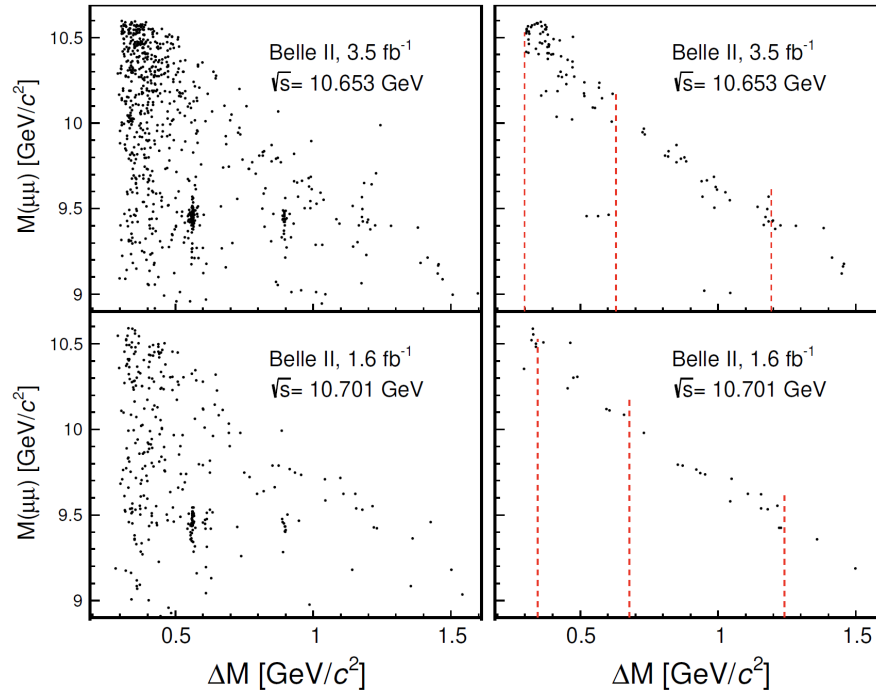 10.5
10
9.5
9
M(μμ) [GeV/c²]
Belle II, 3.5 fb⁻¹
√s= 10.653 GeV
Belle II, 3.5 fb⁻¹
√s= 10.653 GeV
10.5
10
9.5
9
M(μμ) [GeV/c²]
Belle II, 1.6 fb⁻¹
√s= 10.701 GeV
Belle II, 1.6 fb⁻¹
√s= 10.701 GeV
0.5 1 1.5
0.5 1 1.5
ΔM [GeV/c²]
ΔM [GeV/c²]